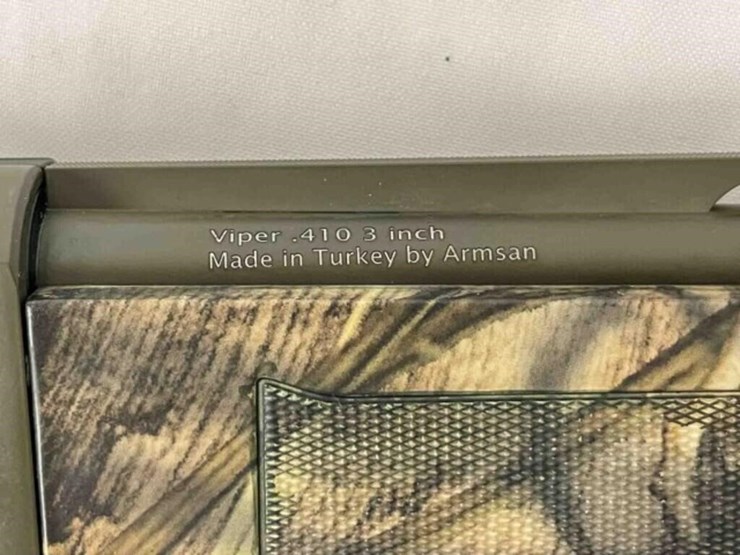 Viper .410 3 inch
Made in Turkey by Armsan